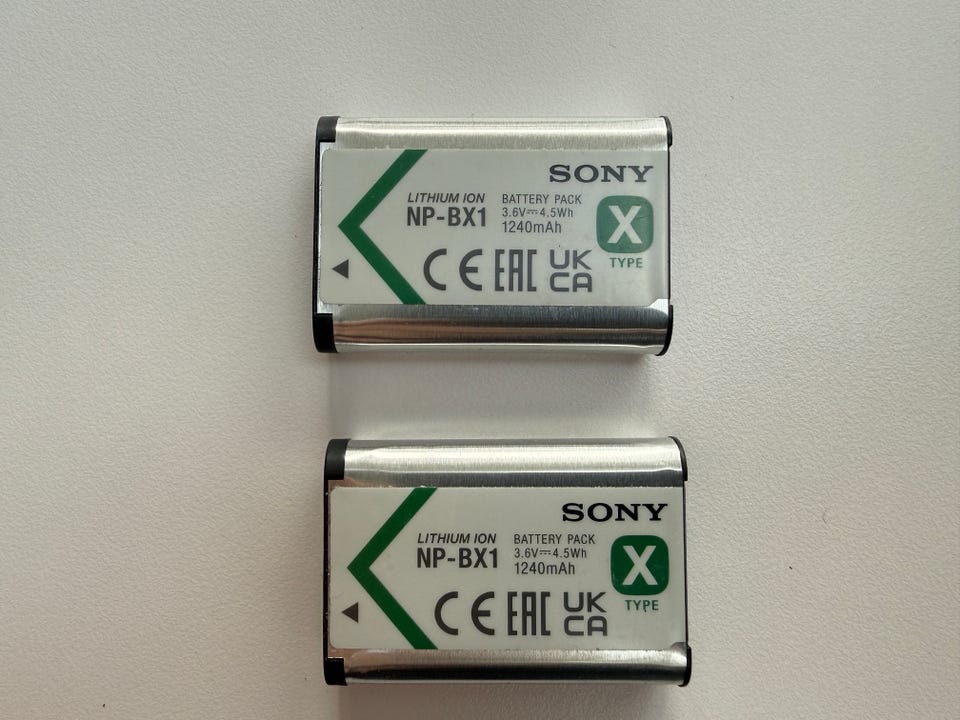 SONY
LITHIUM ION
NP-BX1
BATTERY PACK
3.6V⎓4.5Wh
1240mAh
X
TYPE
CE EAC UK CA
SONY
LITHIUM ION
NP-BX1
BATTERY PACK
3.6V⎓4.5Wh
1240mAh
X
TYPE
CE EAC UK CA